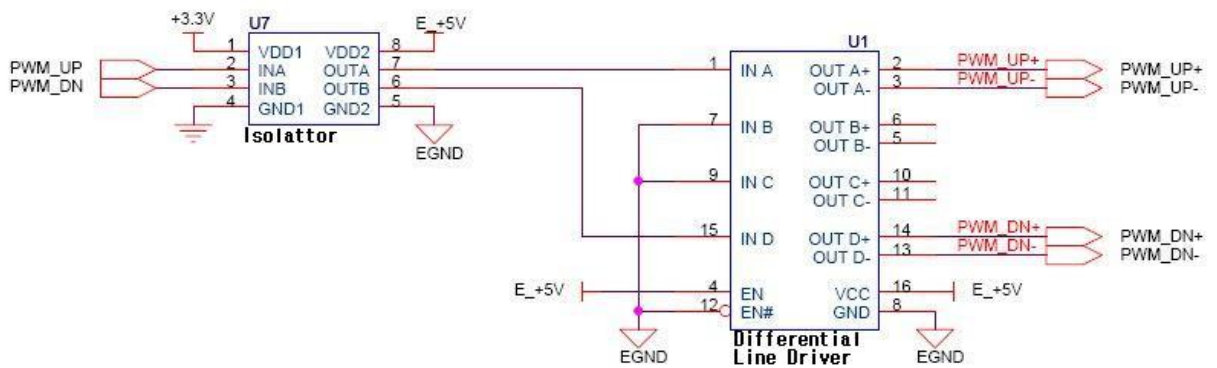 +3.3V U7 E_+5V
1 VDD1 VDD2 8
PWM_UP 2 INA OUTA 7
PWM_DN 3 INB OUTB 6
4 GND1 GND2 5
Isolattor
EGND
U1
1 IN A OUT A+ 2 PWM_UP+ PWM_UP+
OUT A- 3 PWM_UP- PWM_UP-
7 IN B OUT B+ 6
OUT B- 5
9 IN C OUT C+ 10
OUT C- 11
15 IN D OUT D+ 14 PWM_DN+ PWM_DN+
OUT D- 13 PWM_DN- PWM_DN-
E_+5V 4 EN VCC 16 E_+5V
12 EN# GND 8
Differential
Line Driver
EGND
EGND